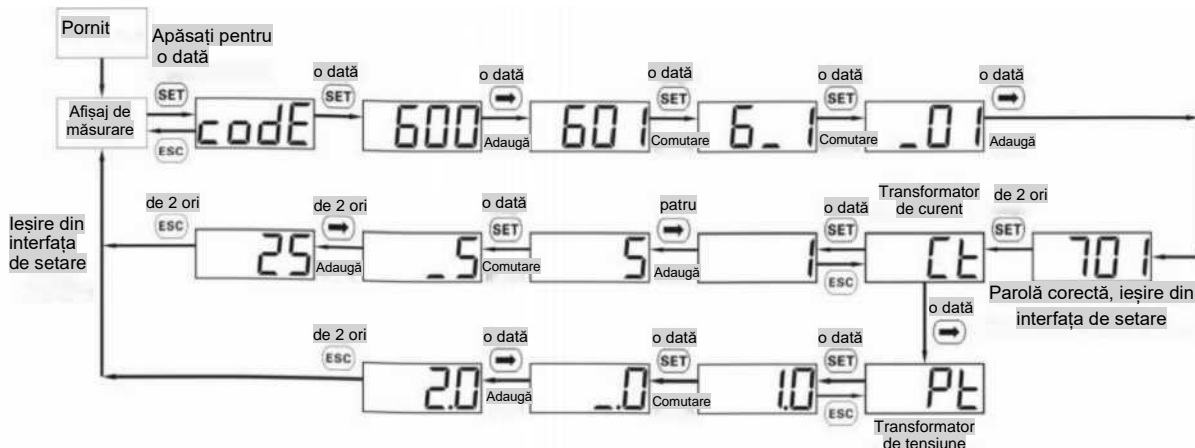 Pornit
Apăsați pentru
o dată
SET
Afișaj de
măsurare
ESC
codE
o dată
SET
600
o dată
Adaugă
601
o dată
SET
Comutare
6_1
o dată
SET
Comutare
_01
o dată
Adaugă
Ieșire din
interfața
de setare
de 2 ori
ESC
25
de 2 ori
Adaugă
_5
o dată
SET
Comutare
5
patru
Adaugă
1
o dată
SET
ESC
Transformator
de curent
Ct
de 2 ori
SET
701
Parolă corectă, ieșire din
interfața de setare
o dată
de 2 ori
ESC
2.0
o dată
Adaugă
_.0
o dată
SET
Comutare
1.0
o dată
SET
ESC
Pt
Transformator
de tensiune